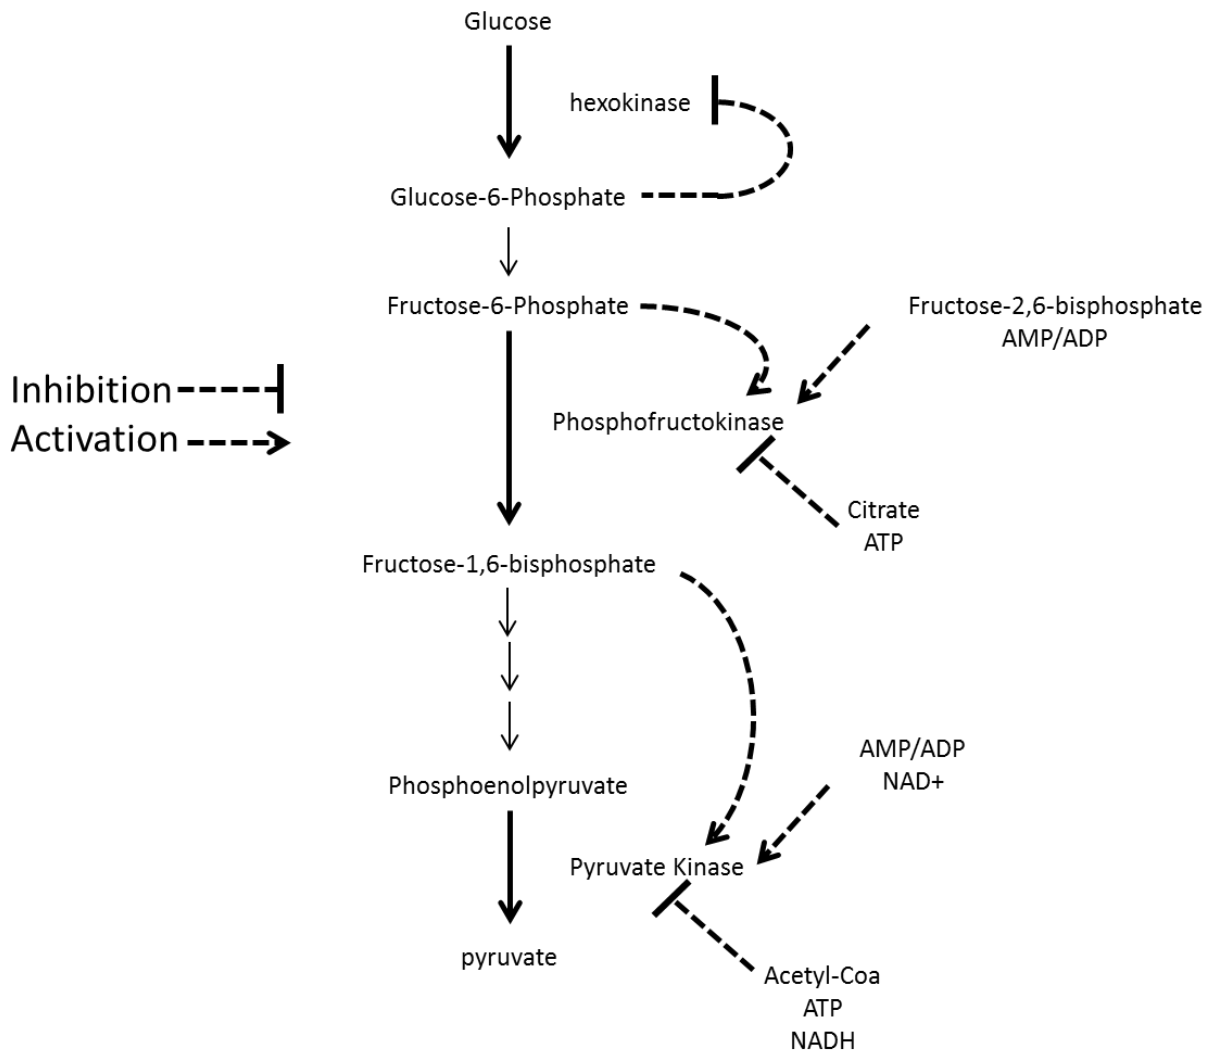 Glucose
hexokinase
Glucose-6-Phosphate
Fructose-6-Phosphate
Fructose-2,6-bisphosphate
AMP/ADP
Inhibition
Activation
Phosphofructokinase
Citrate
ATP
Fructose-1,6-bisphosphate
Phosphoenolpyruvate
AMP/ADP
NAD+
Pyruvate Kinase
pyruvate
Acetyl-Coa
ATP
NADH